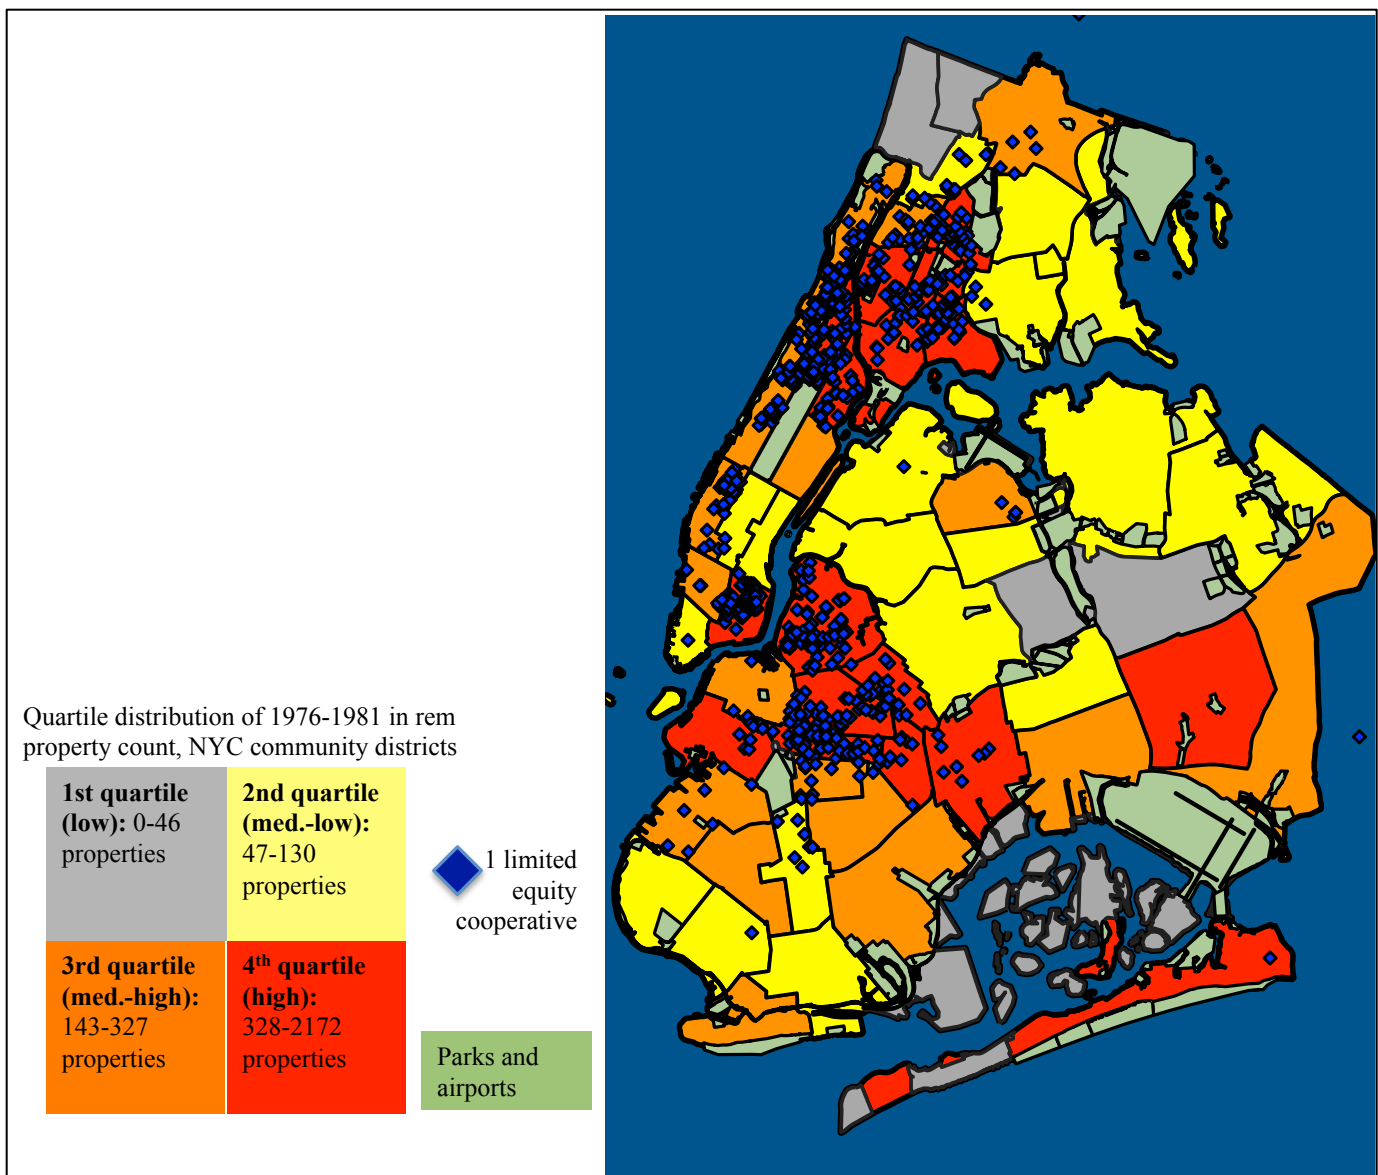 Quartile distribution of 1976-1981 in rem
property count, NYC community districts
1st quartile
(low): 0-46
properties
2nd quartile
(med.-low):
47-130
properties
3rd quartile
(med.-high):
143-327
properties
4th quartile
(high):
328-2172
properties
1 limited
equity
cooperative
Parks and
airports